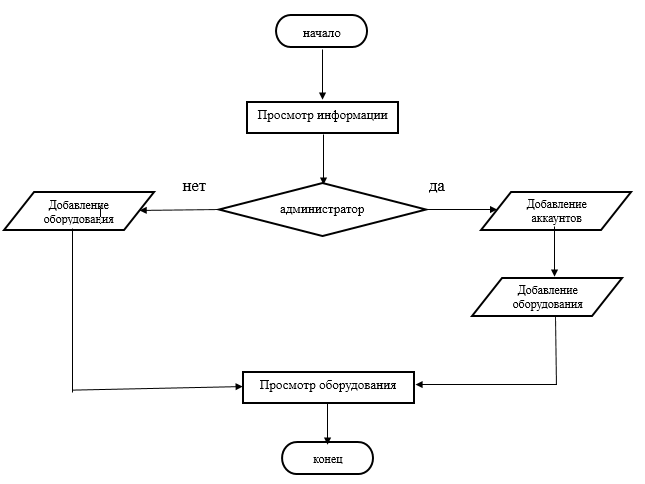 начало
Просмотр информации
нет
да
Добавление
оборудования
администратор
Добавление
аккаунтов
Добавление
оборудования
Просмотр оборудования
конец